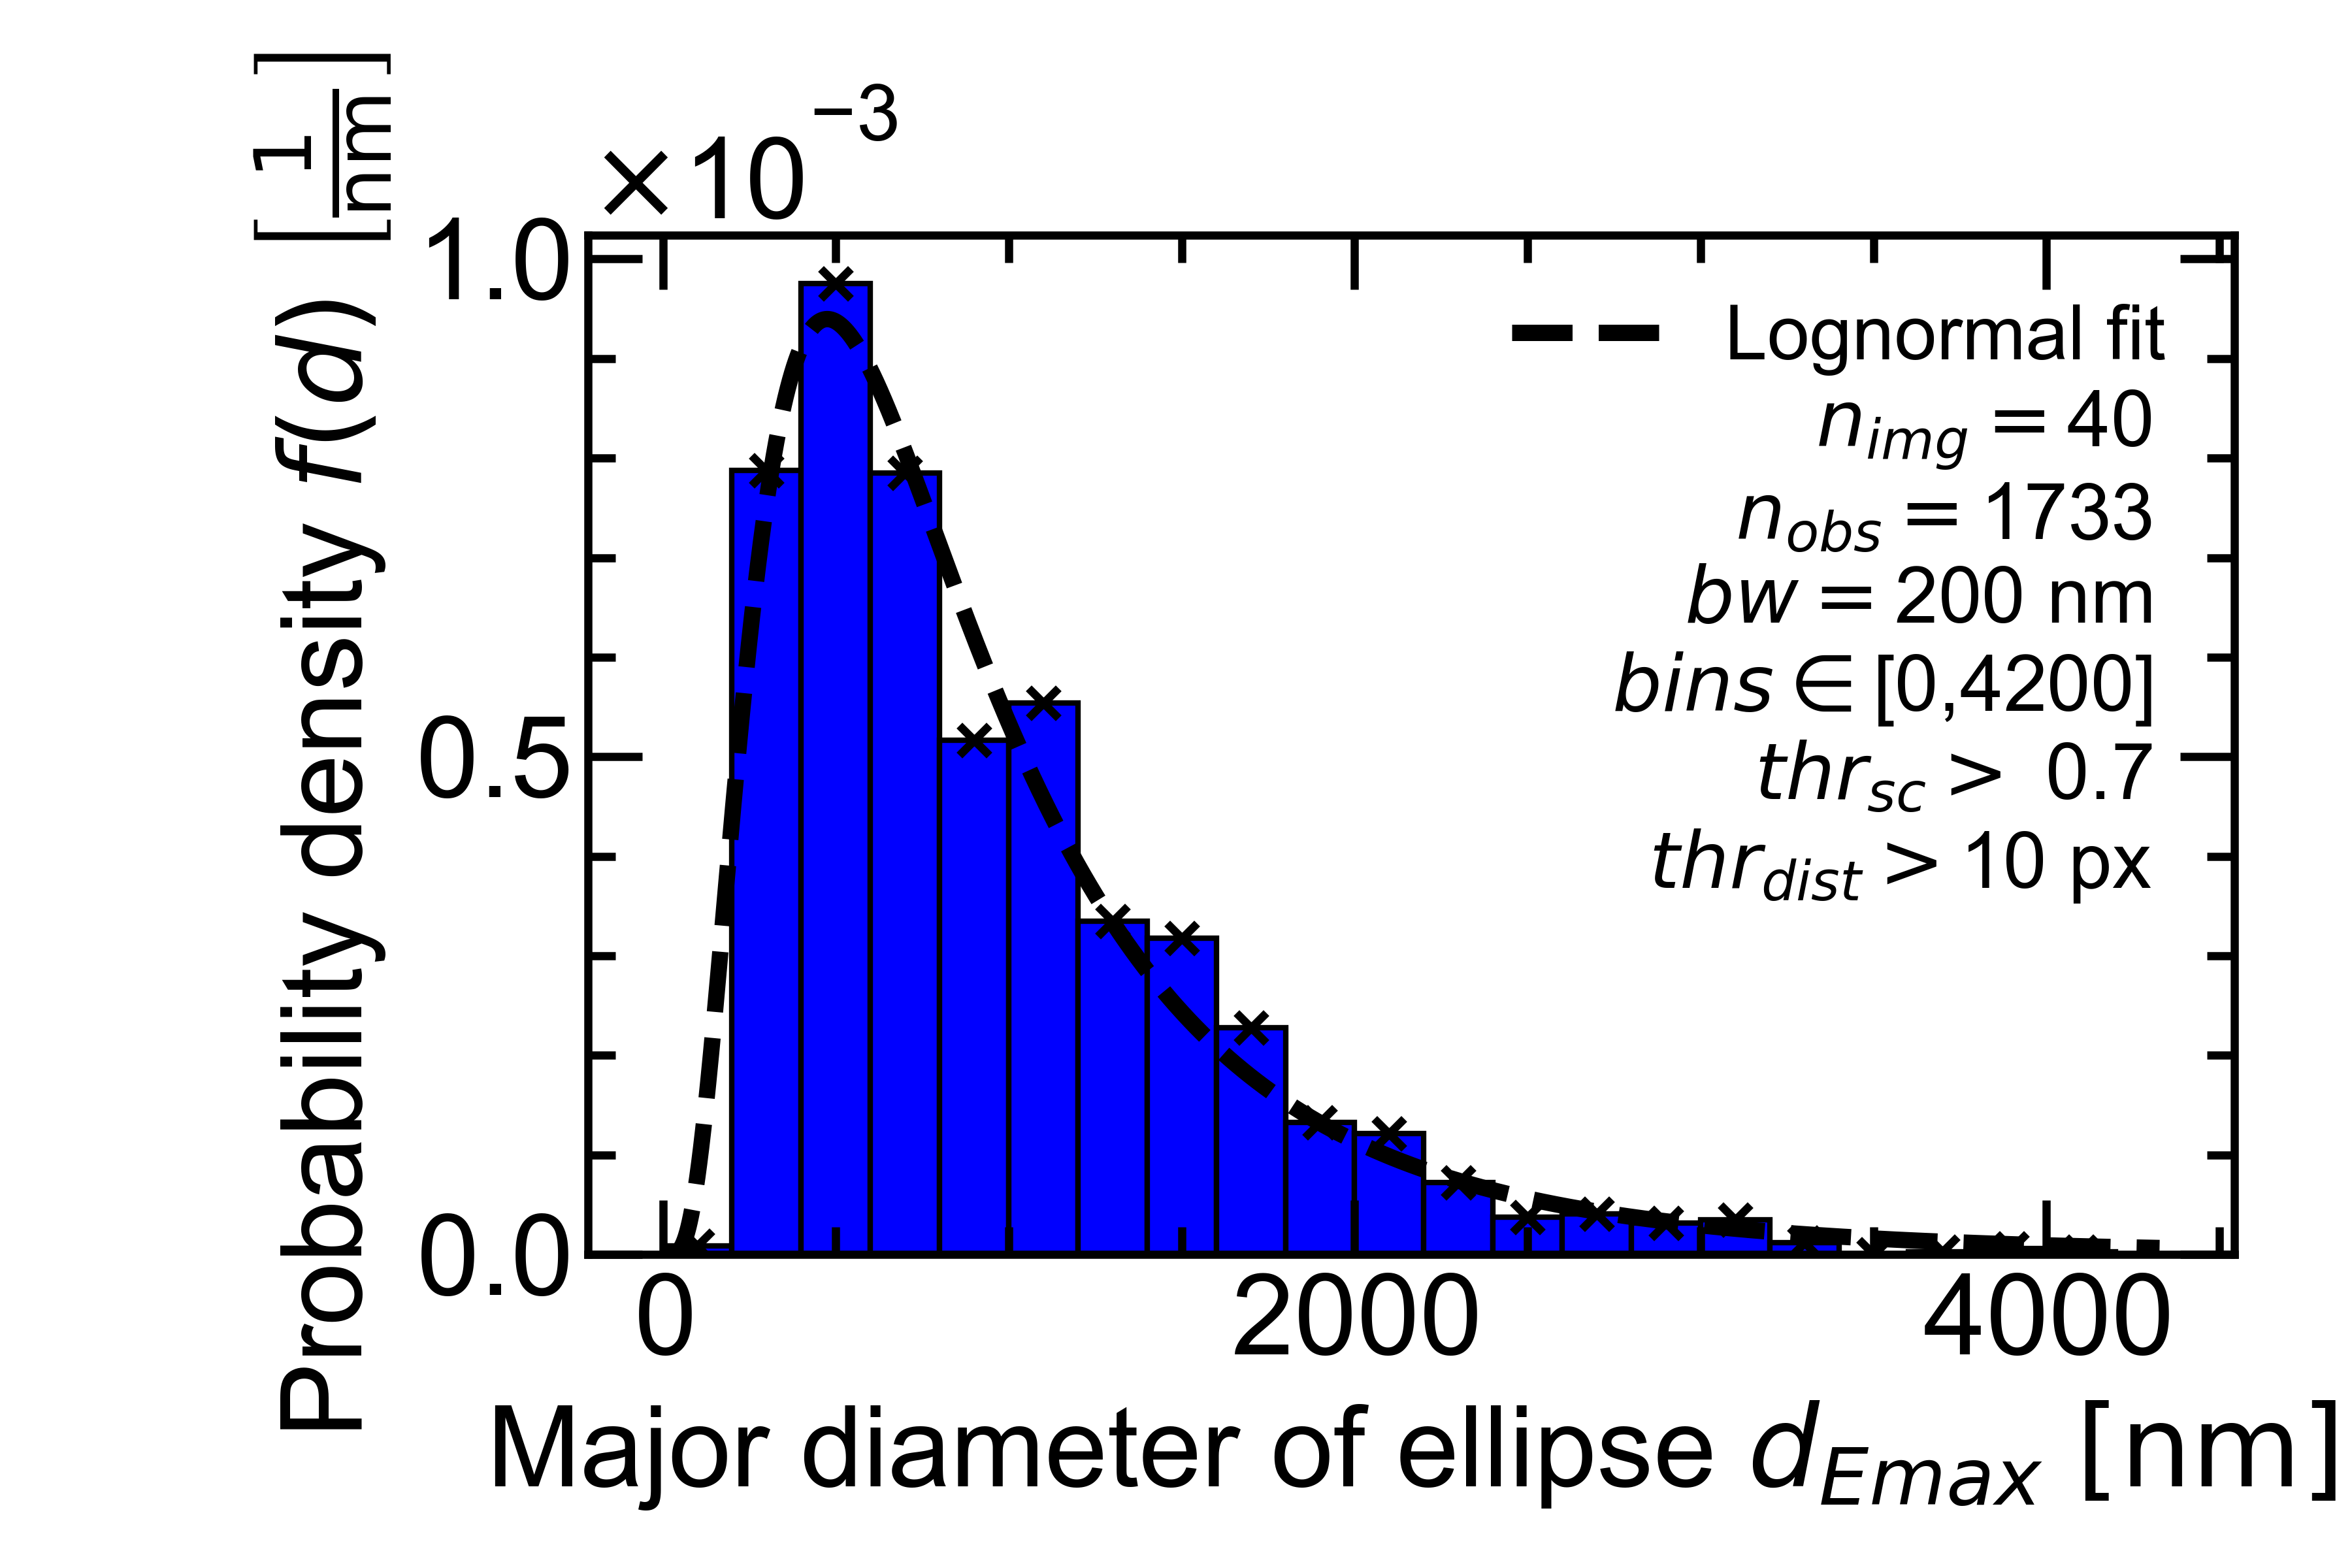 ×10⁻³
Probability density f(d) [1/nm]
1.0
0.5
0.0
Lognormal fit
n_img = 40
n_obs = 1733
bw = 200 nm
bins ∈ [0,4200]
thr_sc > 0.7
thr_dist > 10 px
0 2000 4000
Major diameter of ellipse d_Emax [nm]